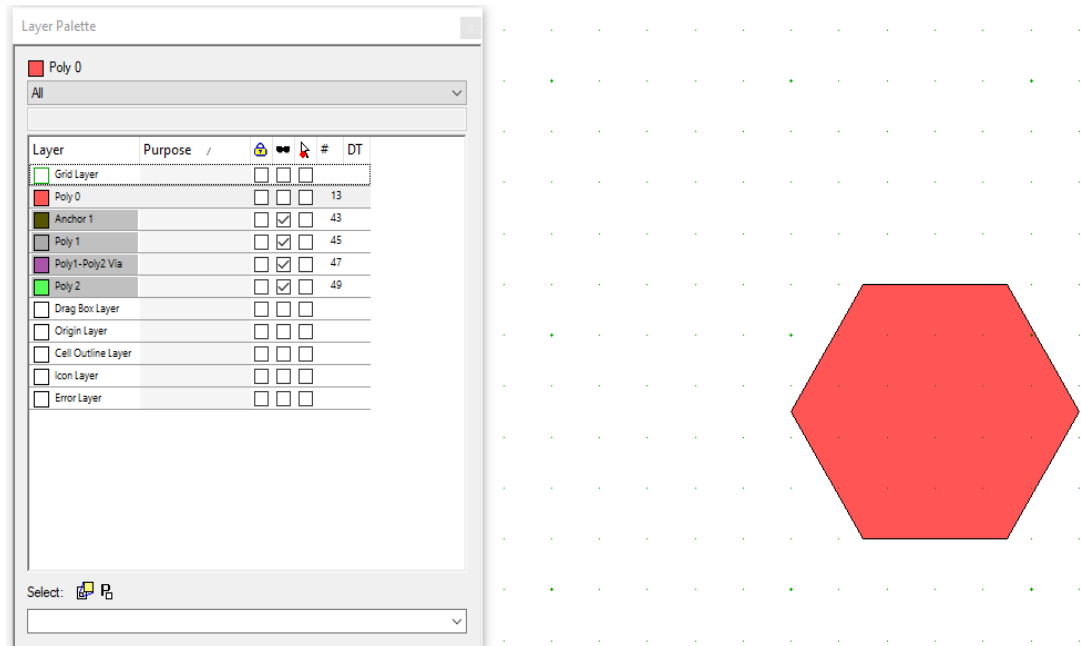 Layer Palette
Poly 0
All
Layer Purpose / # DT
Grid Layer
Poly 0 13
Anchor 1 43
Poly 1 45
Poly1-Poly2 Via 47
Poly 2 49
Drag Box Layer
Origin Layer
Cell Outline Layer
Icon Layer
Error Layer
Select: